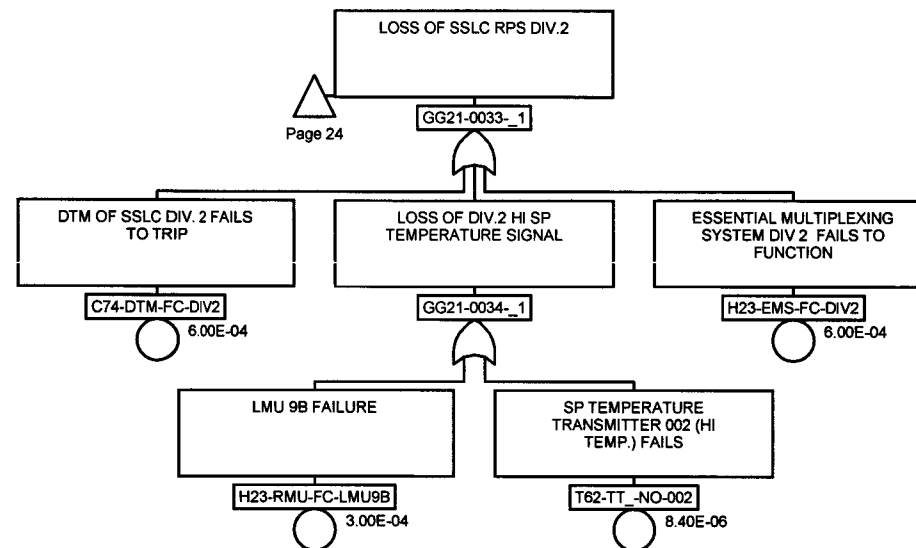 LOSS OF SSLC RPS DIV.2
Page 24
GG21-0033-_1
DTM OF SSLC DIV. 2 FAILS
TO TRIP
LOSS OF DIV.2 HI SP
TEMPERATURE SIGNAL
ESSENTIAL MULTIPLEXING
SYSTEM DIV 2 FAILS TO
FUNCTION
C74-DTM-FC-DIV2
6.00E-04
GG21-0034-_1
H23-EMS-FC-DIV2
6.00E-04
LMU 9B FAILURE
SP TEMPERATURE
TRANSMITTER 002 (HI
TEMP.) FAILS
H23-RMU-FC-LMU9B
3.00E-04
T62-TT_-NO-002
8.40E-06